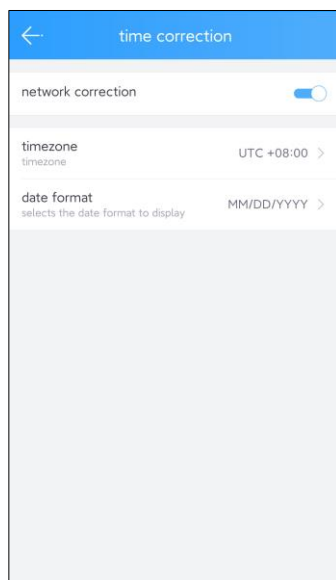 time correction
network correction
timezone
UTC +08:00
timezone
date format
MM/DD/YYYY
selects the date format to display